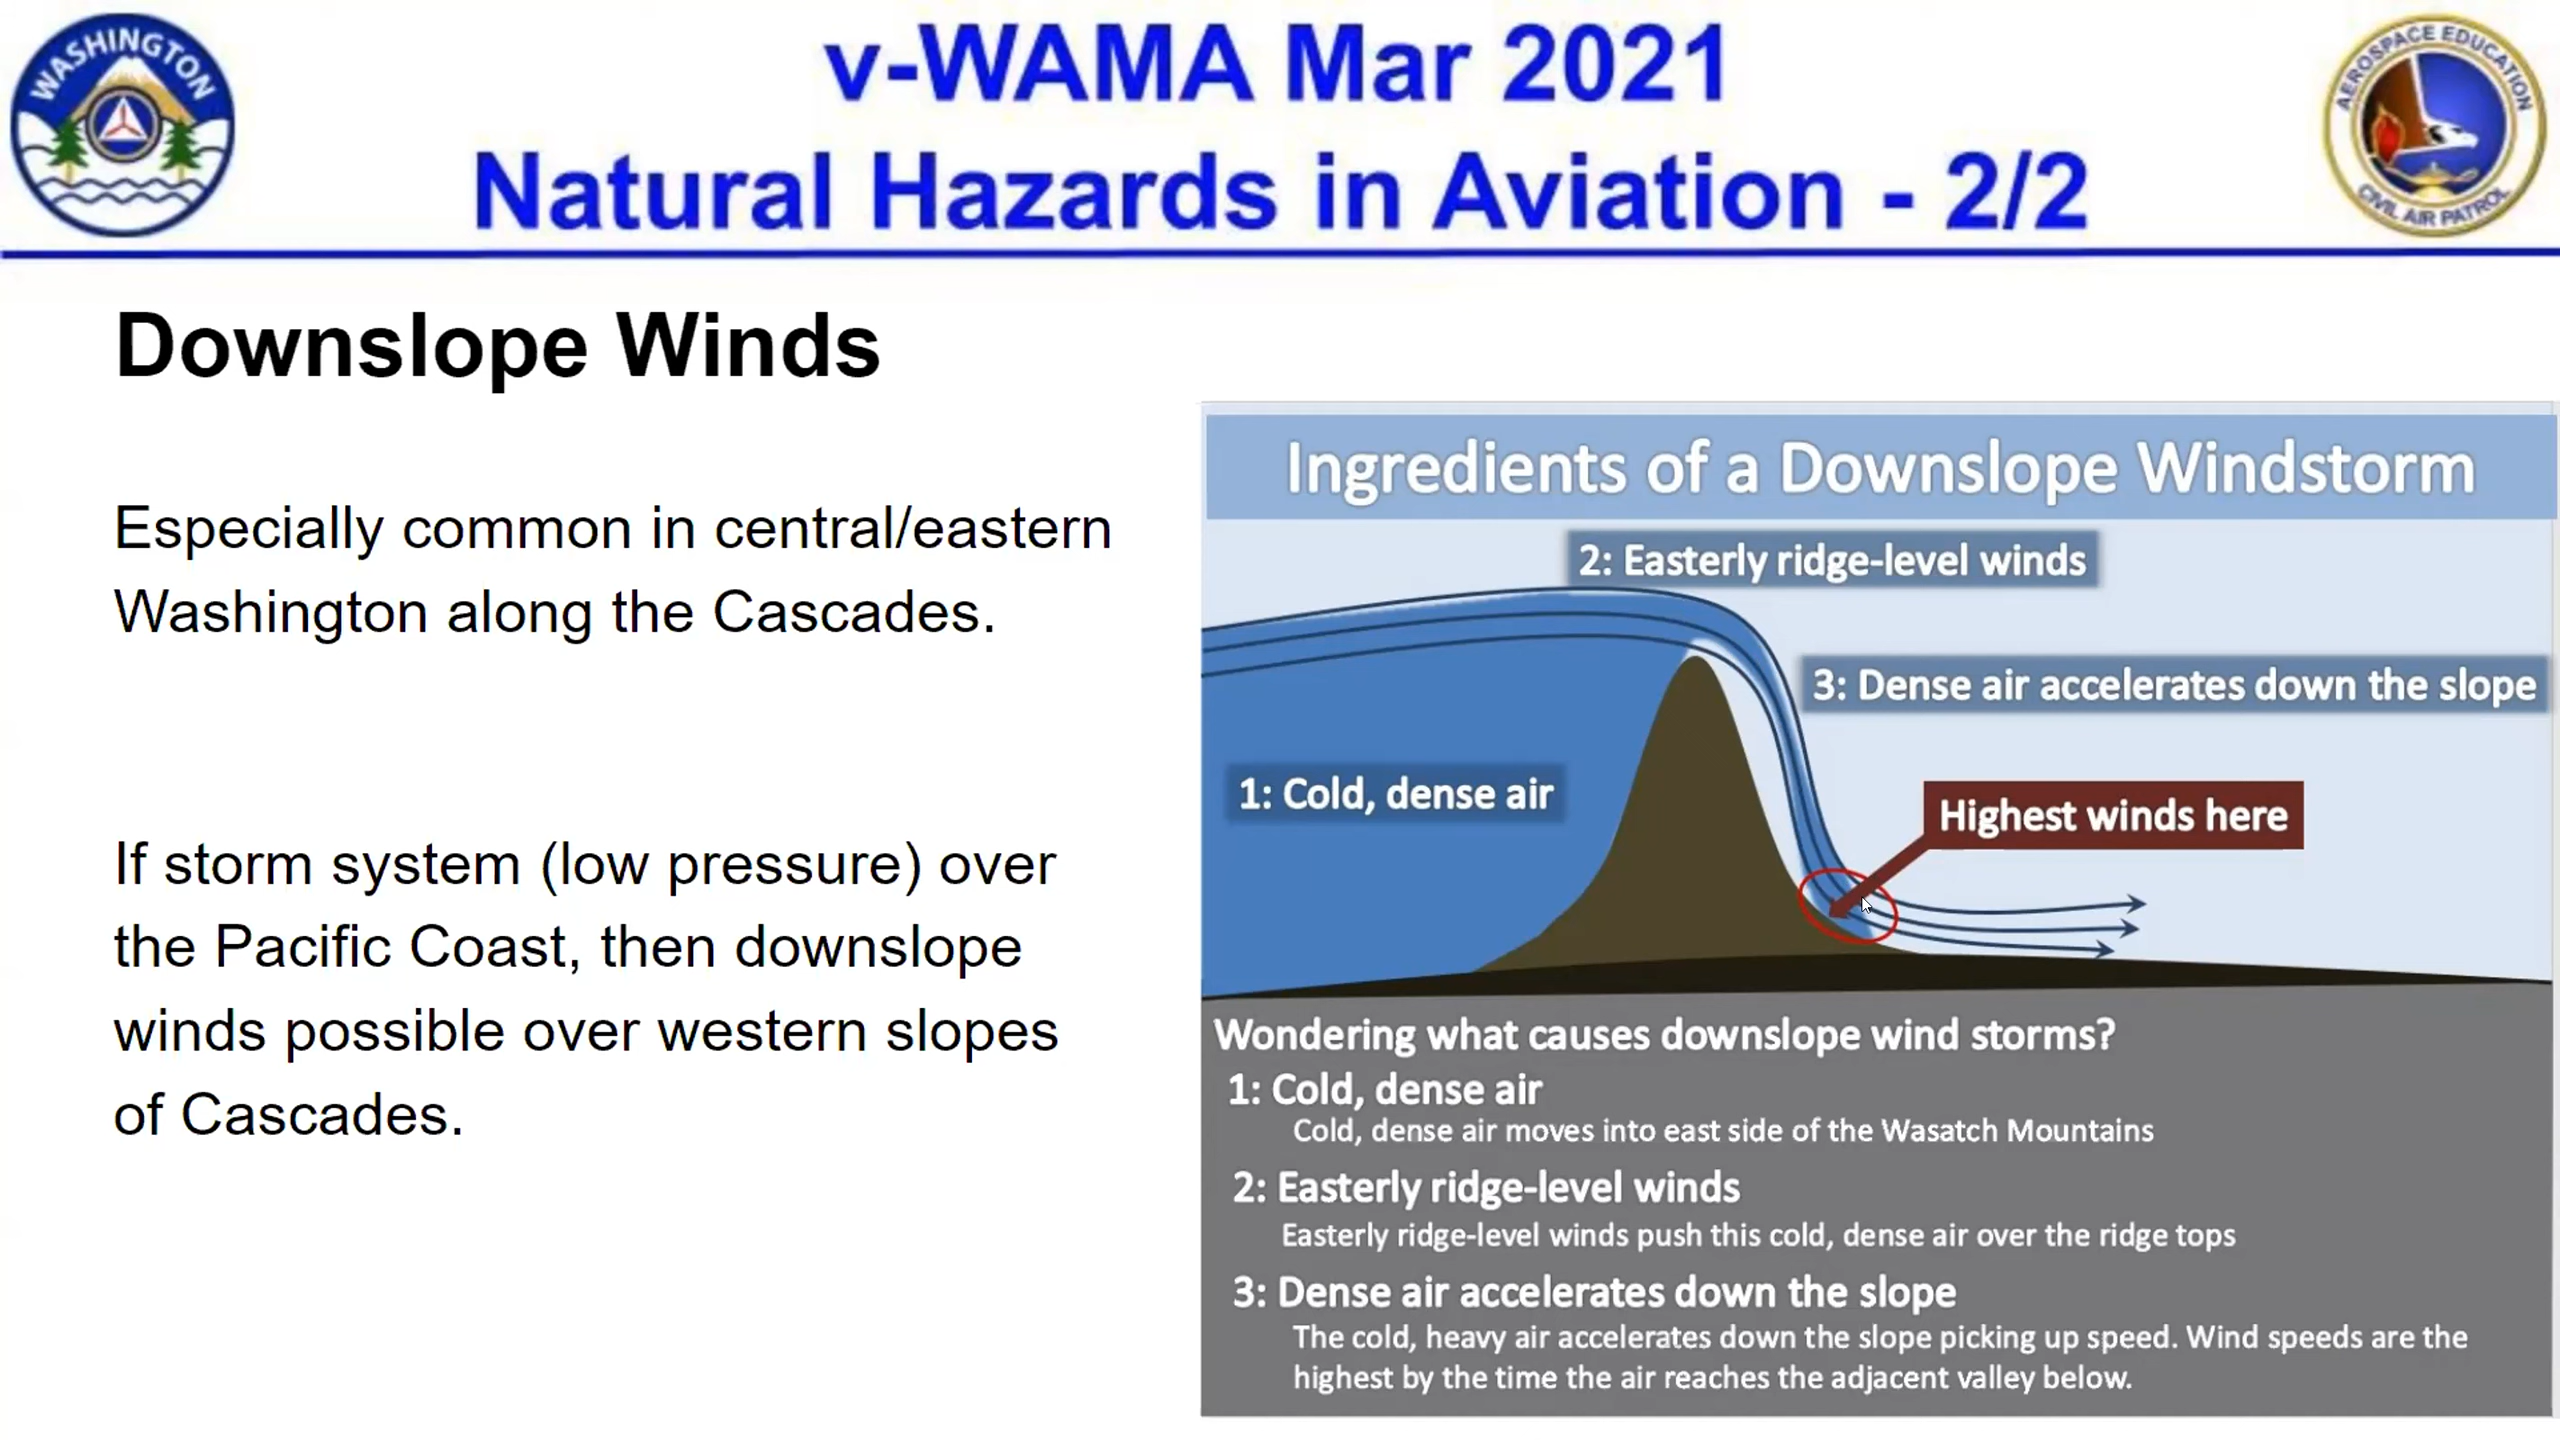 WASHINGTON
v-WAMA Mar 2021
Natural Hazards in Aviation - 2/2
AEROSPACE EDUCATION
CIVIL AIR PATROL
Downslope Winds
Especially common in central/eastern
Washington along the Cascades.
If storm system (low pressure) over
the Pacific Coast, then downslope
winds possible over western slopes
of Cascades.
Ingredients of a Downslope Windstorm
2: Easterly ridge-level winds
3: Dense air accelerates down the slope
1: Cold, dense air
Highest winds here
Wondering what causes downslope wind storms?
1: Cold, dense air
Cold, dense air moves into east side of the Wasatch Mountains
2: Easterly ridge-level winds
Easterly ridge-level winds push this cold, dense air over the ridge tops
3: Dense air accelerates down the slope
The cold, heavy air accelerates down the slope picking up speed. Wind speeds are the
highest by the time the air reaches the adjacent valley below.